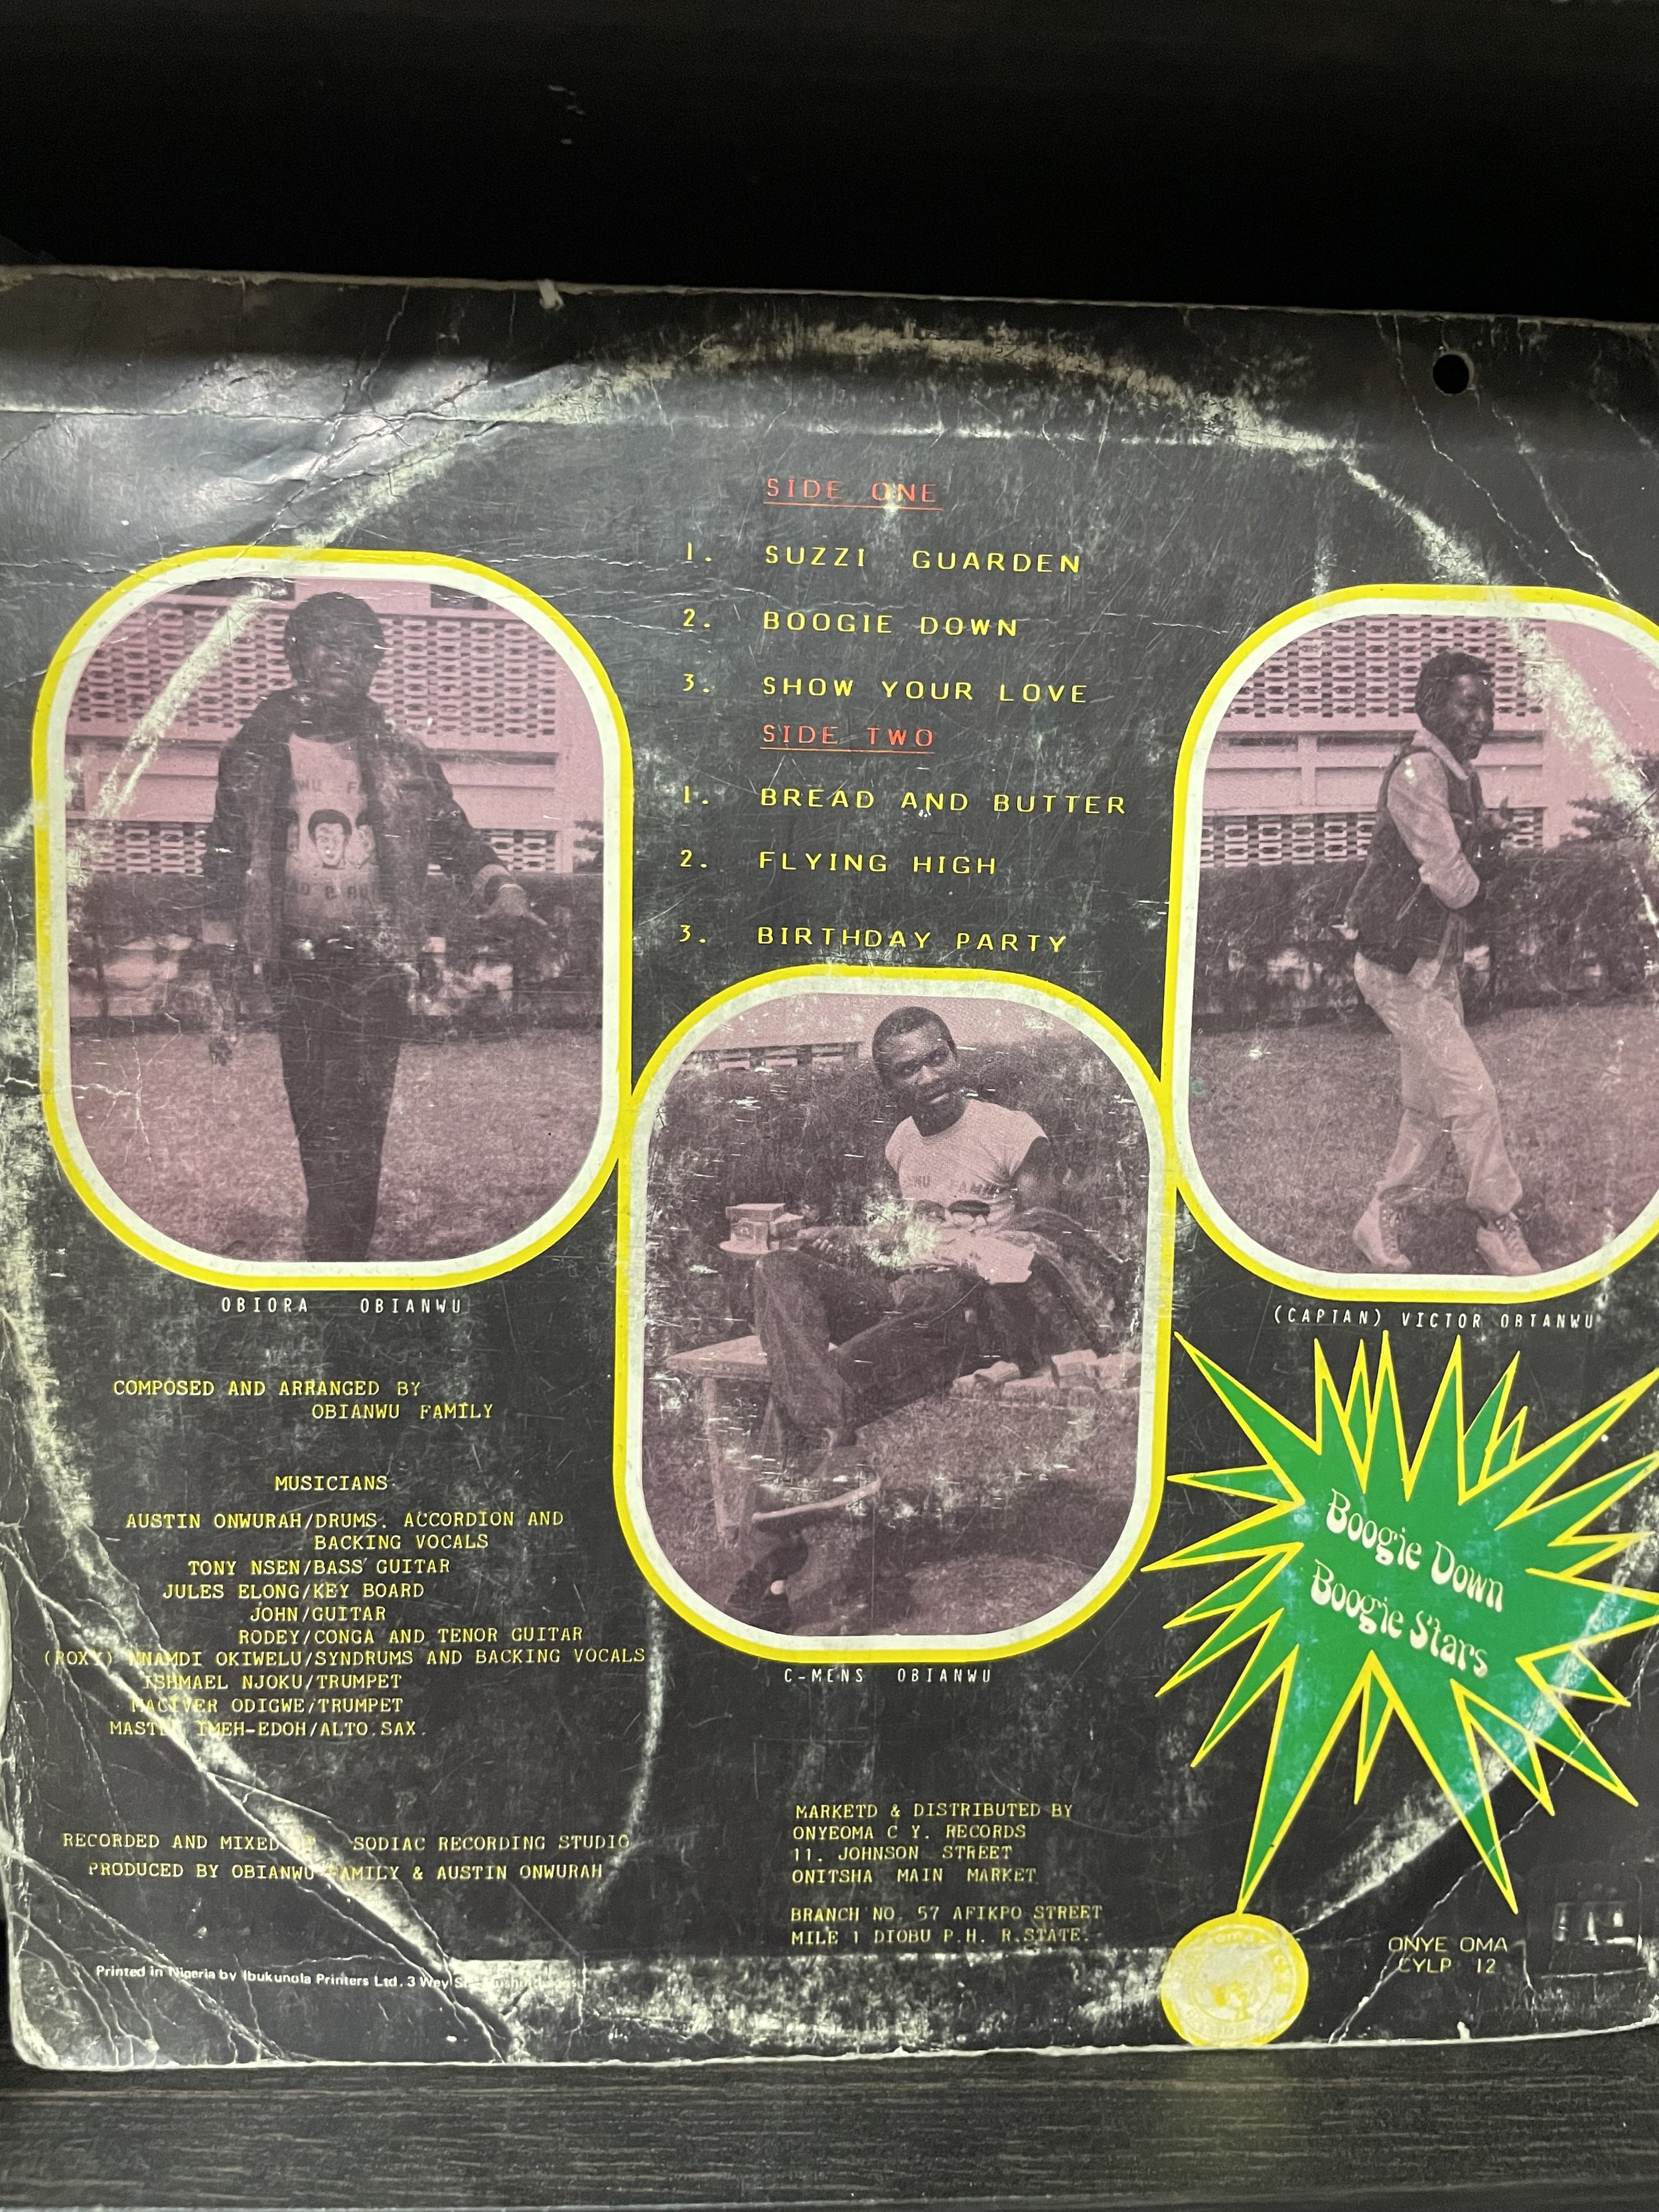 SIDE ONE
1. SUZZI GUARDEN
2. BOOGIE DOWN
3. SHOW YOUR LOVE
SIDE TWO
1. BREAD AND BUTTER
2. FLYING HIGH
3. BIRTHDAY PARTY
OBIORA OBIANWU
C-MENS OBIANWU
(CAPTAN) VICTOR OBIANWU
COMPOSED AND ARRANGED BY
OBIANWU FAMILY
MUSICIANS
AUSTIN ONWURAH/DRUMS. ACCORDION AND
BACKING VOCALS
TONY NSEN/BASS GUITAR
JULES ELONG/KEY BOARD
JOHN/GUITAR
RODEY/CONGA AND TENOR GUITAR
(ROXY) NNAMDI OKIWELU/SYNDRUMS AND BACKING VOCALS
ISHMAEL NJOKU/TRUMPET
MACIVER ODIGWE/TRUMPET
IMEH-EDOH/ALTO SAX.
RECORDED AND MIXED SODIAC RECORDING STUDIO
PRODUCED BY OBIANWU FAMILY & AUSTIN ONWURAH
Printed in Nigeria by Ibukunola Printers Ltd. 3 Wey
MARKETD & DISTRIBUTED BY
ONYEOMA C Y. RECORDS
11. JOHNSON STREET
ONITSHA MAIN MARKET
BRANCH NO. 57 AFIKPO STREET
MILE 1 DIOBU P.H. R.STATE.
Boogie Down
Boogie Stars
ONYE OMA
CYLP 12